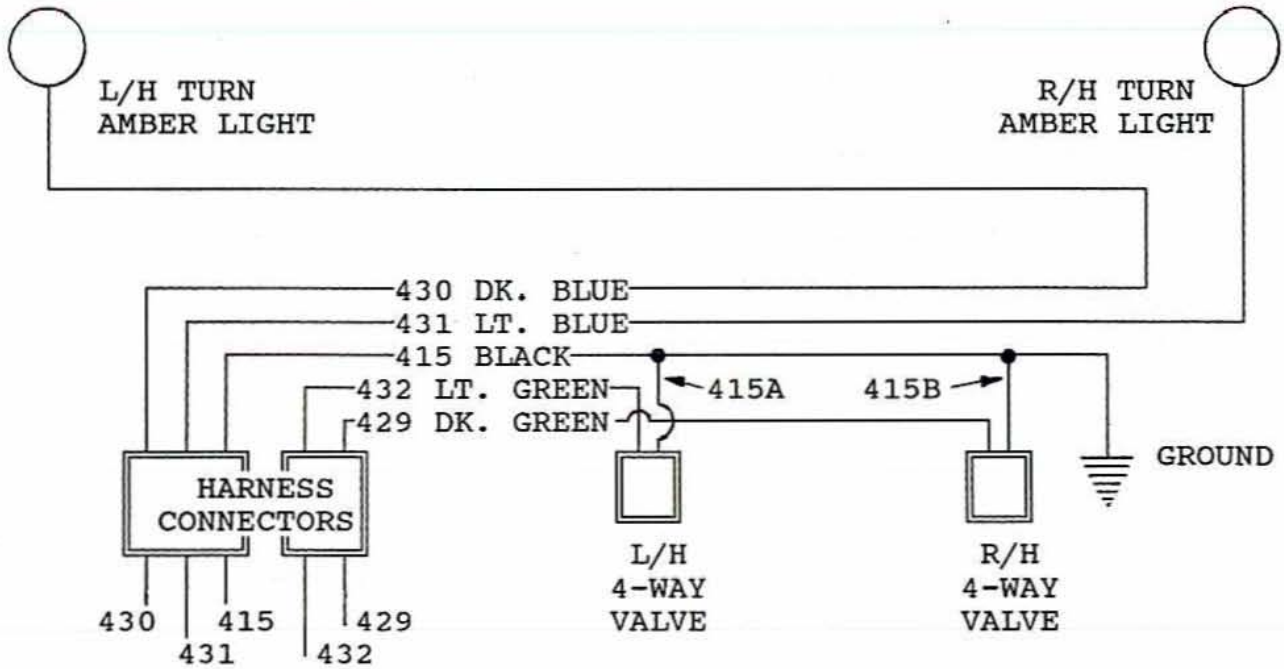 L/H TURN
AMBER LIGHT
R/H TURN
AMBER LIGHT
430 DK. BLUE
431 LT. BLUE
415 BLACK
432 LT. GREEN
415A
415B
429 DK. GREEN
GROUND
HARNESS
CONNECTORS
L/H
4-WAY
VALVE
R/H
4-WAY
VALVE
430
415
429
431
432